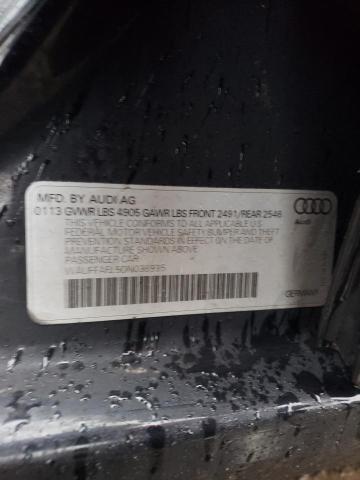 MFD. BY AUDI AG
0113 GVWR LBS 4905 GAWR LBS FRONT 2491/REAR 2546
THIS VEHICLE CONFORMS TO ALL APPLICABLE U.S
FEDERAL MOTOR VEHICLE SAFETY BUMPER AND THEFT
PREVENTION STANDARDS IN EFFECT ON THE DATE OF
MANUFACTURE SHOWN ABOVE
PASSENGER CAR
WAUFFAFL5DN036935
Audi
GERMANY